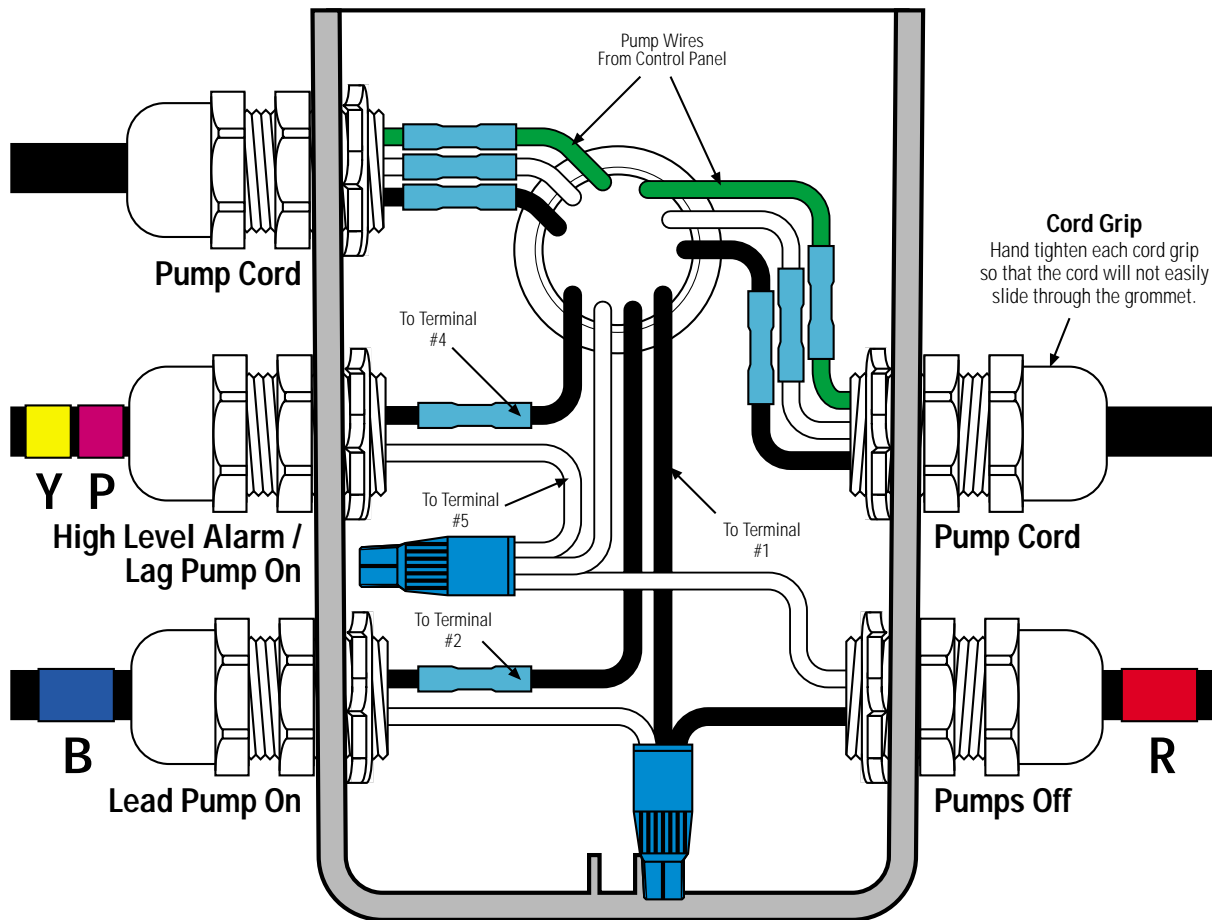 Pump Wires
From Control Panel
Pump Cord
Cord Grip
Hand tighten each cord grip
so that the cord will not easily
slide through the grommet.
To Terminal
#4
Y P
High Level Alarm /
Lag Pump On
To Terminal
#5
To Terminal
#1
Pump Cord
To Terminal
#2
B
Lead Pump On
R
Pumps Off